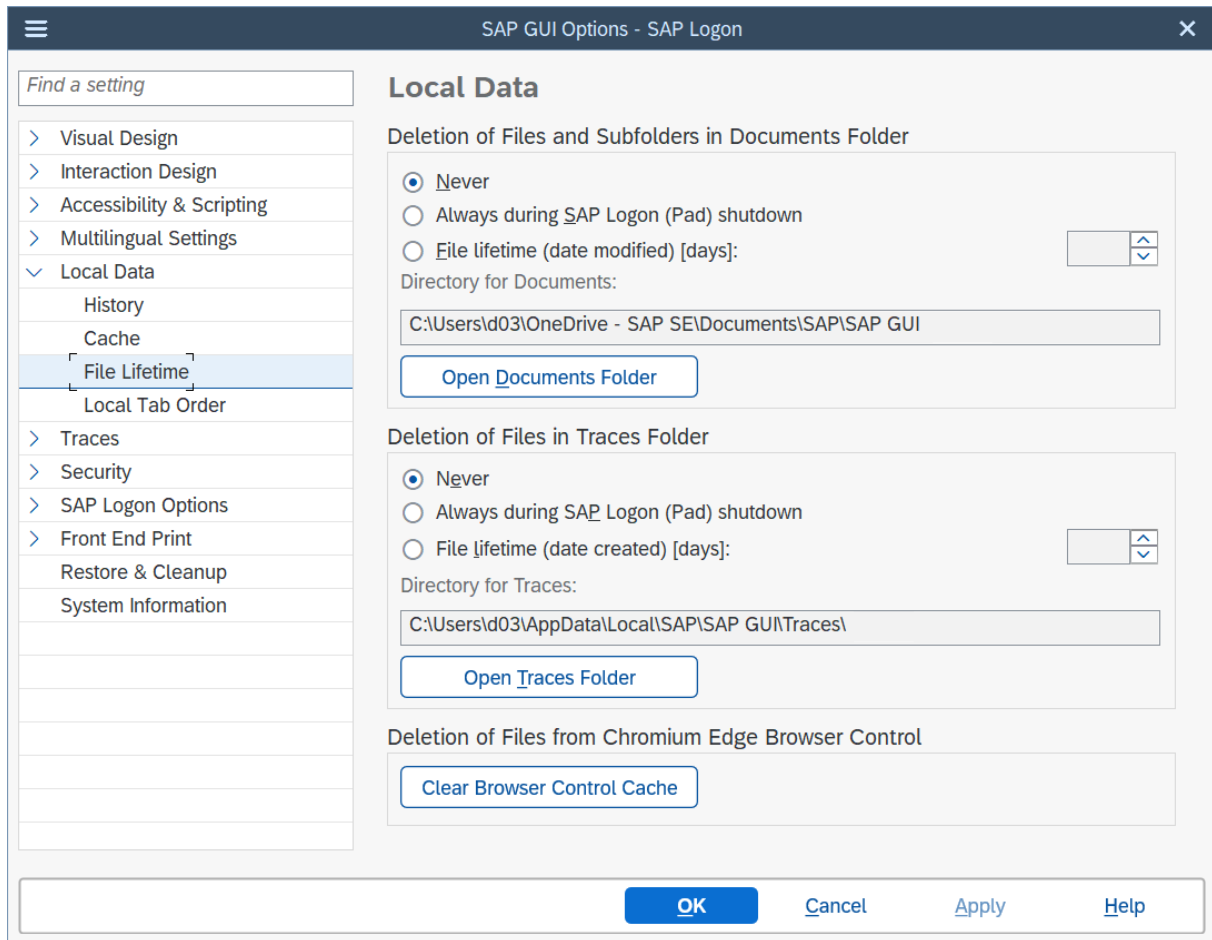 SAP GUI Options - SAP Logon
Find a setting
Visual Design
Interaction Design
Accessibility & Scripting
Multilingual Settings
Local Data
History
Cache
File Lifetime
Local Tab Order
Traces
Security
SAP Logon Options
Front End Print
Restore & Cleanup
System Information
Local Data
Deletion of Files and Subfolders in Documents Folder
Never
Always during SAP Logon (Pad) shutdown
File lifetime (date modified) [days]:
Directory for Documents:
C:\Users\d03\OneDrive - SAP SE\Documents\SAP\SAP GUI
Open Documents Folder
Deletion of Files in Traces Folder
Never
Always during SAP Logon (Pad) shutdown
File lifetime (date created) [days]:
Directory for Traces:
C:\Users\d03\AppData\Local\SAP\SAP GUI\Traces\
Open Traces Folder
Deletion of Files from Chromium Edge Browser Control
Clear Browser Control Cache
OK
Cancel
Apply
Help